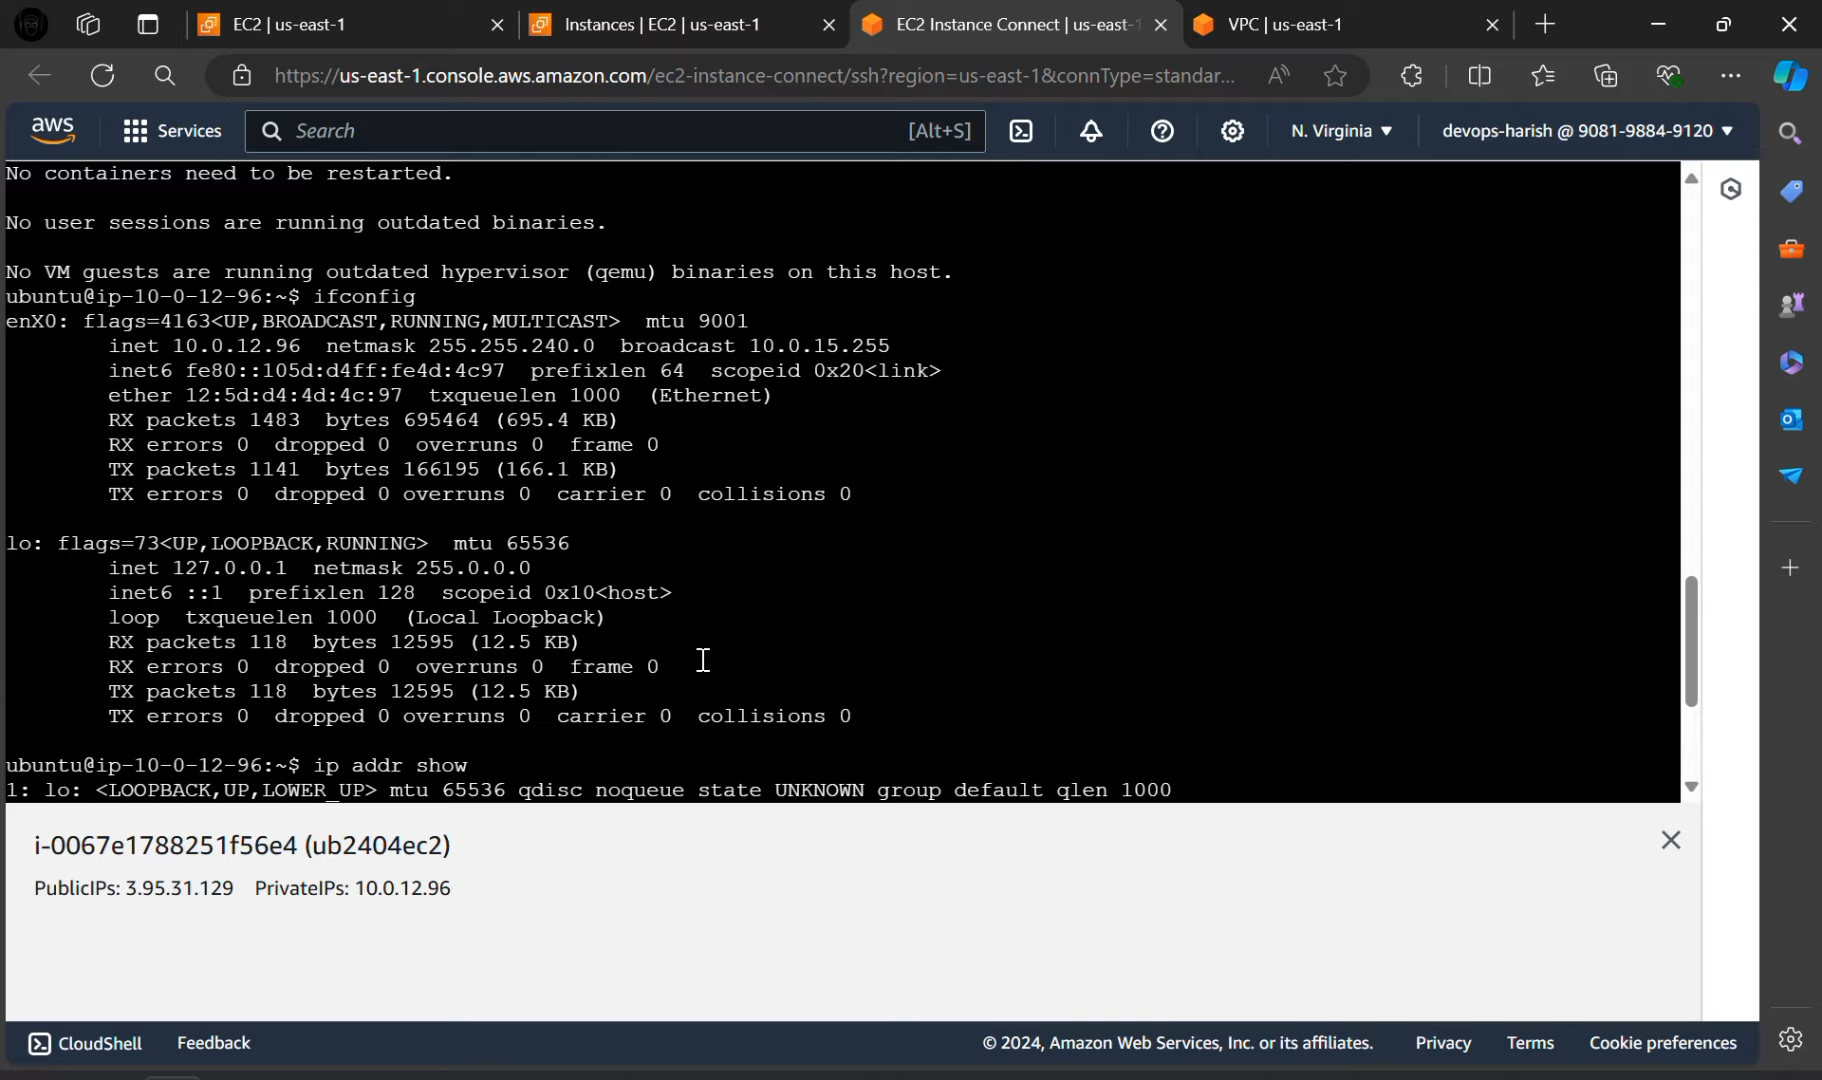 EC2 | us-east-1
Instances | EC2 | us-east-1
EC2 Instance Connect | us-east-1
VPC | us-east-1
https://us-east-1.console.aws.amazon.com/ec2-instance-connect/ssh?region=us-east-1&connType=standar...
aws
Services
Search
[Alt+S]
N. Virginia
devops-harish @ 9081-9884-9120
No containers need to be restarted.
No user sessions are running outdated binaries.
No VM guests are running outdated hypervisor (qemu) binaries on this host.
ubuntu@ip-10-0-12-96:~$ ifconfig
enX0: flags=4163<UP,BROADCAST,RUNNING,MULTICAST>  mtu 9001
inet 10.0.12.96  netmask 255.255.240.0  broadcast 10.0.15.255
inet6 fe80::105d:d4ff:fe4d:4c97  prefixlen 64  scopeid 0x20<link>
ether 12:5d:d4:4d:4c:97  txqueuelen 1000  (Ethernet)
RX packets 1483  bytes 695464 (695.4 KB)
RX errors 0  dropped 0  overruns 0  frame 0
TX packets 1141  bytes 166195 (166.1 KB)
TX errors 0  dropped 0 overruns 0  carrier 0  collisions 0
lo: flags=73<UP,LOOPBACK,RUNNING>  mtu 65536
inet 127.0.0.1  netmask 255.0.0.0
inet6 ::1  prefixlen 128  scopeid 0x10<host>
loop  txqueuelen 1000  (Local Loopback)
RX packets 118  bytes 12595 (12.5 KB)
RX errors 0  dropped 0  overruns 0  frame 0
TX packets 118  bytes 12595 (12.5 KB)
TX errors 0  dropped 0 overruns 0  carrier 0  collisions 0
ubuntu@ip-10-0-12-96:~$ ip addr show
1: lo: <LOOPBACK,UP,LOWER_UP> mtu 65536 qdisc noqueue state UNKNOWN group default qlen 1000
i-0067e1788251f56e4 (ub2404ec2)
PublicIPs: 3.95.31.129   PrivateIPs: 10.0.12.96
CloudShell
Feedback
© 2024, Amazon Web Services, Inc. or its affiliates.
Privacy
Terms
Cookie preferences